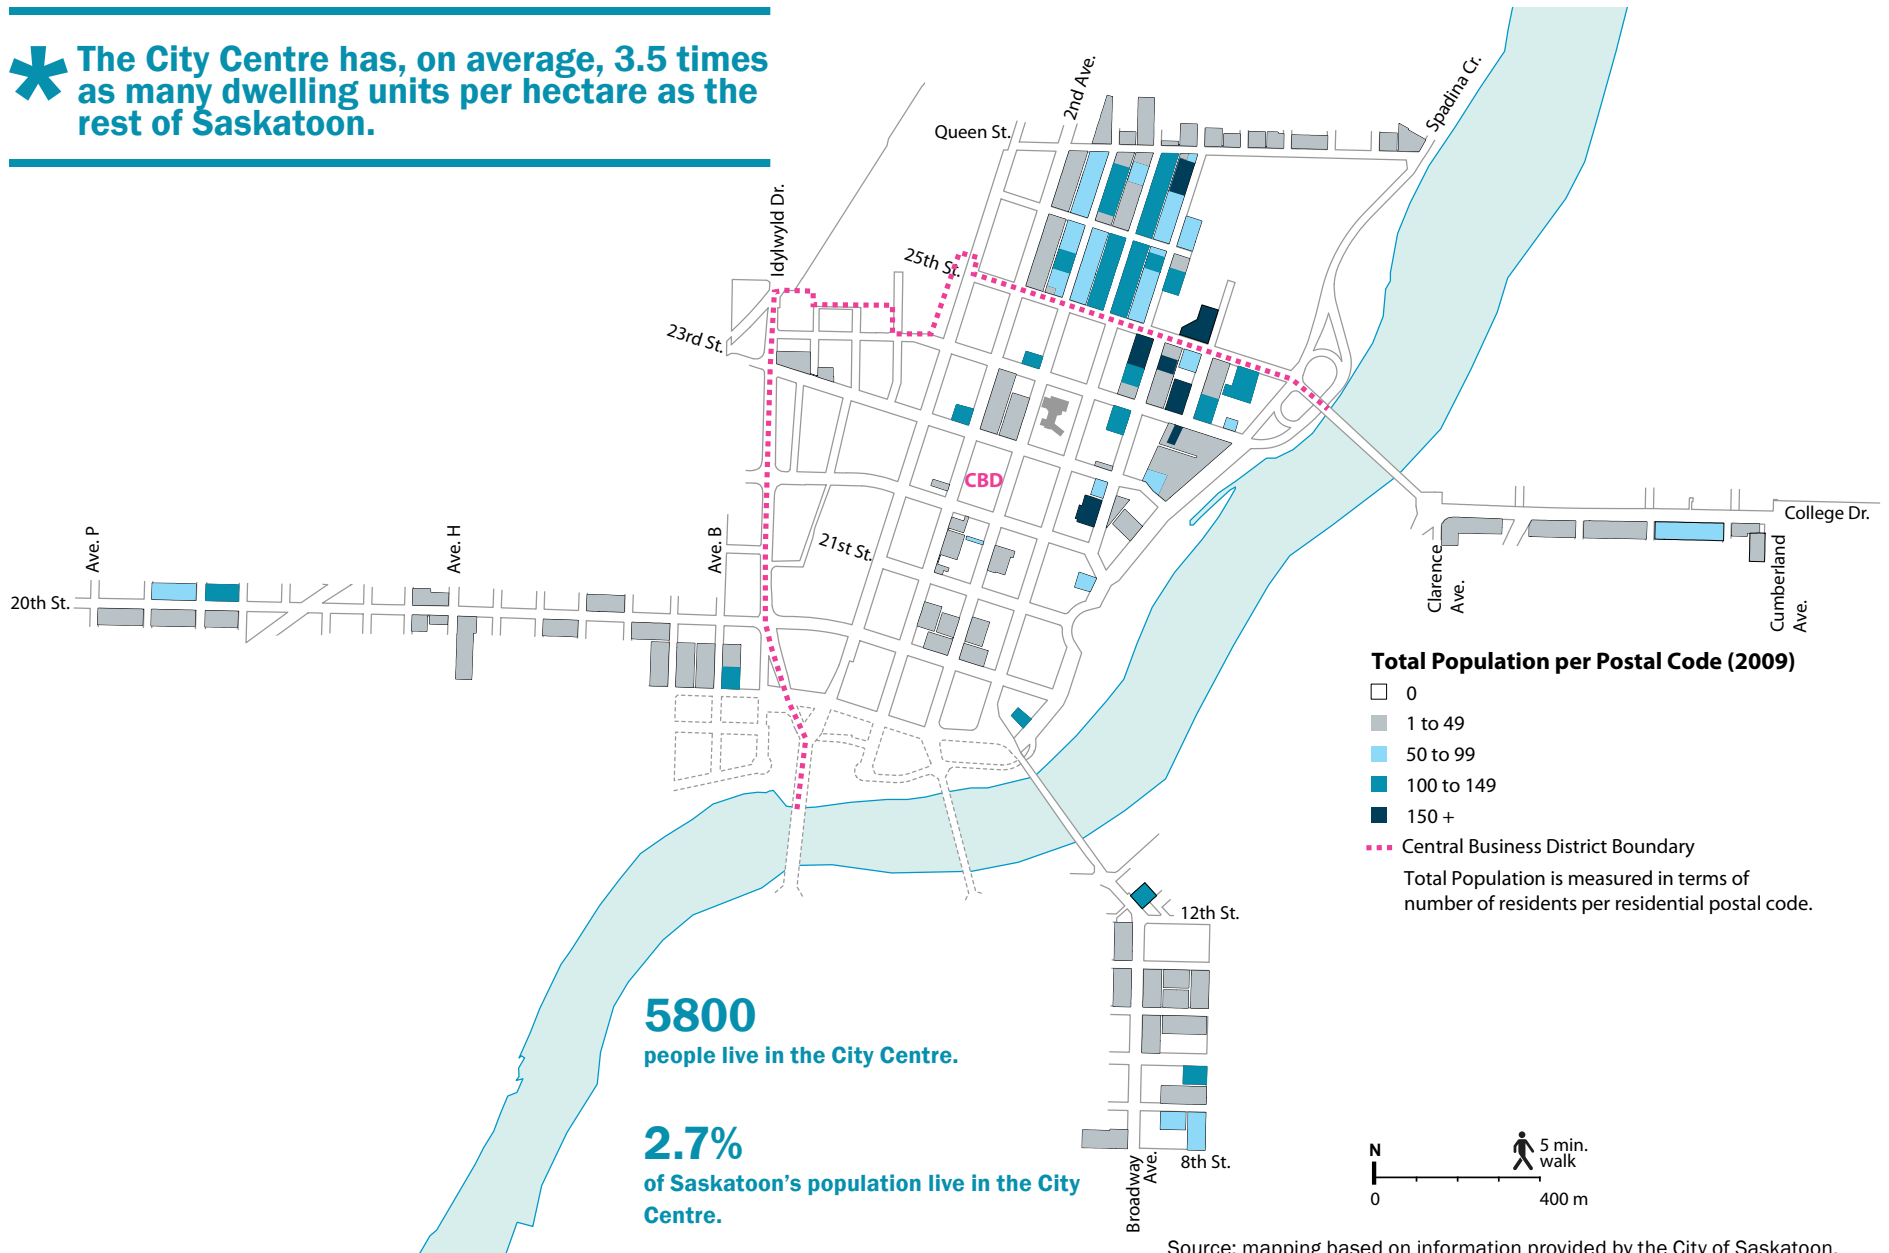 * The City Centre has, on average, 3.5 times
as many dwelling units per hectare as the
rest of Saskatoon.
2nd Ave.
Spadina Cr.
Queen St.
Idylwyld Dr.
25th St.
23rd St.
CBD
College Dr.
Ave. P
Ave. H
Ave. B
21st St.
Clarence
Ave.
Cumberland
Ave.
20th St.
Total Population per Postal Code (2009)
0
1 to 49
50 to 99
100 to 149
150 +
Central Business District Boundary
Total Population is measured in terms of
number of residents per residential postal code.
12th St.
5800
people live in the City Centre.
2.7%
of Saskatoon's population live in the City
Centre.
Broadway
Ave.
8th St.
N
5 min.
walk
0
400 m
Source: mapping based on information provided by the City of Saskatoon.